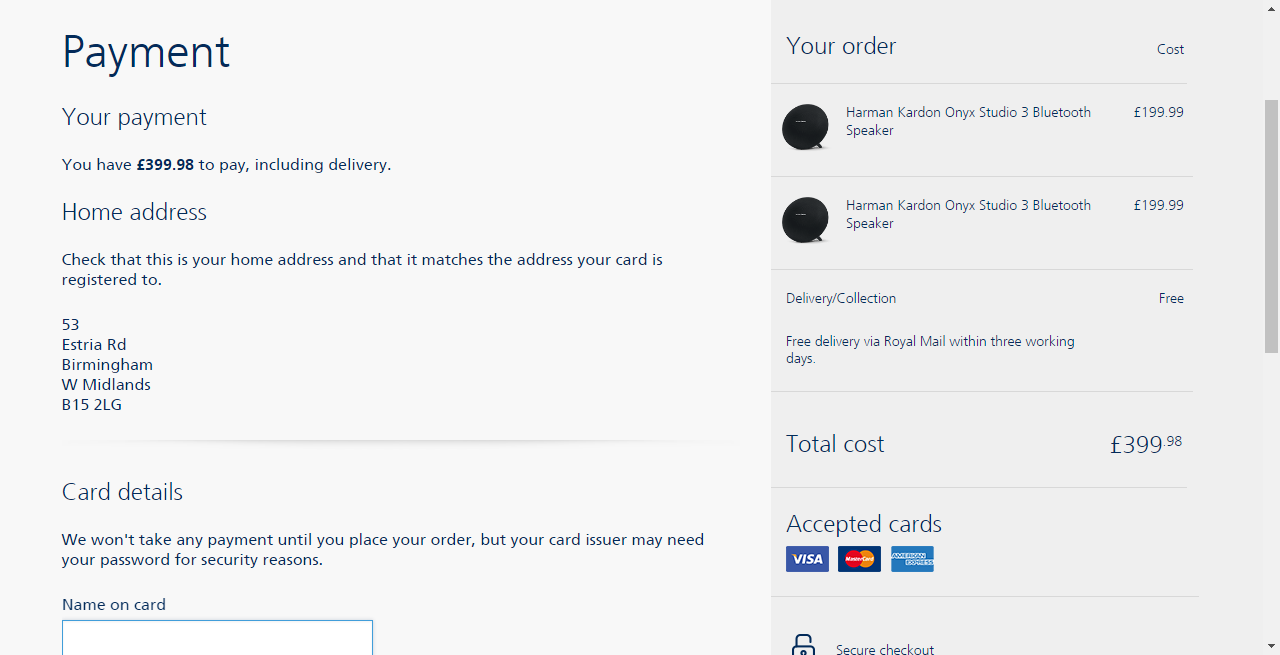 Payment
Your payment
You have £399.98 to pay, including delivery.
Home address
Check that this is your home address and that it matches the address your card is
registered to.
53
Estria Rd
Birmingham
W Midlands
B15 2LG
Card details
We won't take any payment until you place your order, but your card issuer may need
your password for security reasons.
Name on card
Your order Cost
Harman Kardon Onyx Studio 3 Bluetooth £199.99
Speaker
Harman Kardon Onyx Studio 3 Bluetooth £199.99
Speaker
Delivery/Collection Free
Free delivery via Royal Mail within three working
days.
Total cost £399.98
Accepted cards
VISA MasterCard AMERICAN
EXPRESS
Secure checkout